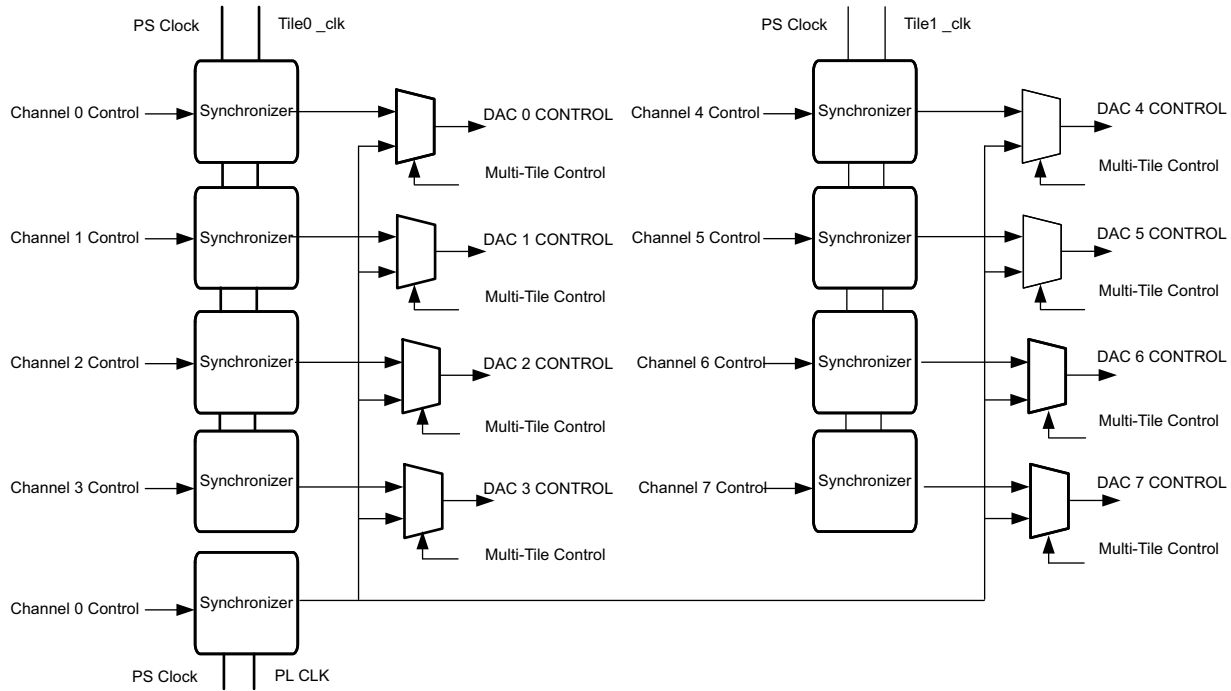 PS Clock
Tile0 _clk
Channel 0 Control
Synchronizer
DAC 0 CONTROL
Multi-Tile Control
Channel 1 Control
Synchronizer
DAC 1 CONTROL
Multi-Tile Control
Channel 2 Control
Synchronizer
DAC 2 CONTROL
Multi-Tile Control
Channel 3 Control
Synchronizer
DAC 3 CONTROL
Multi-Tile Control
Channel 0 Control
Synchronizer
PS Clock
PL CLK
PS Clock
Tile1 _clk
Channel 4 Control
Synchronizer
DAC 4 CONTROL
Multi-Tile Control
Channel 5 Control
Synchronizer
DAC 5 CONTROL
Multi-Tile Control
Channel 6 Control
Synchronizer
DAC 6 CONTROL
Multi-Tile Control
Channel 7 Control
Synchronizer
DAC 7 CONTROL
Multi-Tile Control